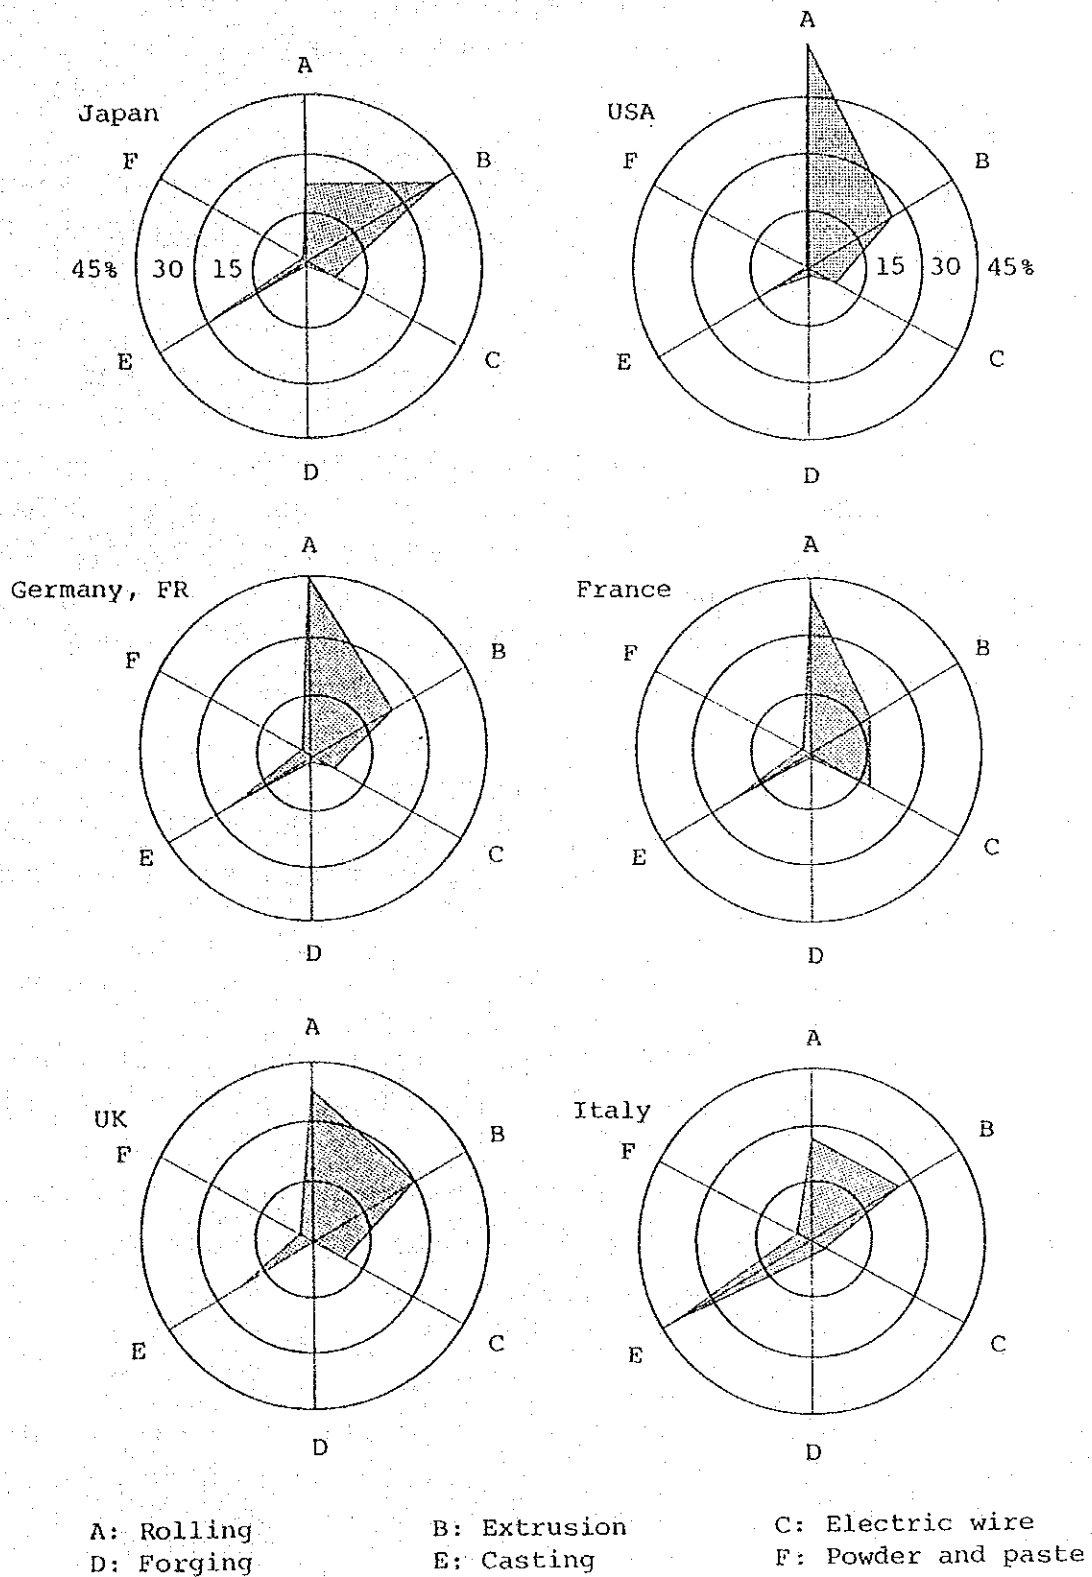 A
A
Japan
USA
F
B
F
B
45% 30 15
15 30 45%
E
C
E
C
D
D
A
A
Germany, FR
France
F
B
F
B
E
C
E
C
D
D
A
A
UK
Italy
F
B
F
B
E
C
E
C
D
D
A: Rolling B: Extrusion C: Electric wire
D: Forging E: Casting F: Powder and paste